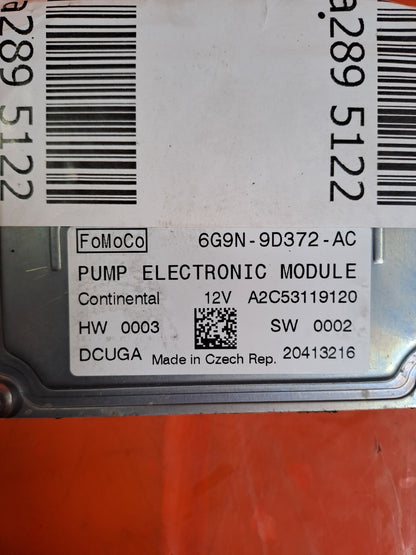 a289 5122
a289 5122
FoMoCo 6G9N-9D372-AC
PUMP ELECTRONIC MODULE
Continental 12V A2C53119120
HW 0003 SW 0002
DCUGA Made in Czech Rep. 20413216